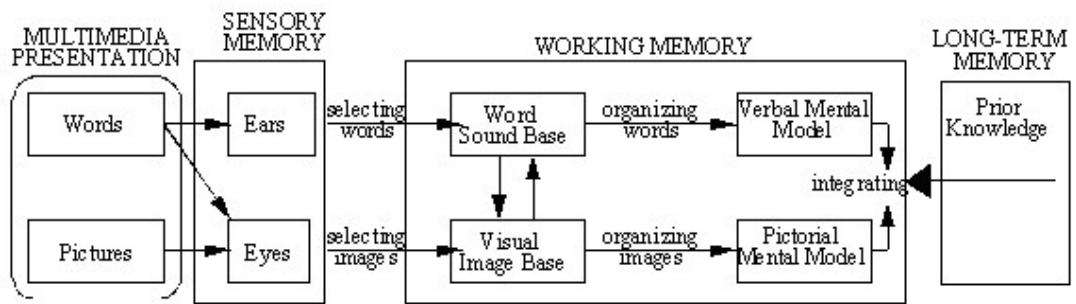 MULTIMEDIA
PRESENTATION
SENSORY
MEMORY
WORKING MEMORY
LONG-TERM
MEMORY
Words
Ears
selecting
words
Word
Sound Base
organizing
words
Verbal Mental
Model
Prior
Knowledge
integrating
Pictures
Eyes
selecting
images
Visual
Image Base
organizing
images
Pictorial
Mental Model